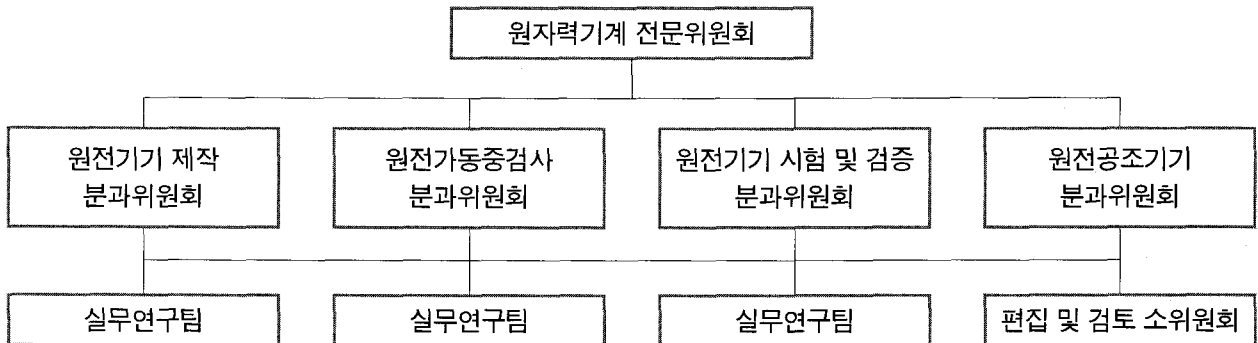 원자력기계 전문위원회
원전기기 제작
분과위원회
원전가동중검사
분과위원회
원전기기 시험 및 검증
분과위원회
원전공조기기
분과위원회
실무연구팀
실무연구팀
실무연구팀
편집 및 검토 소위원회